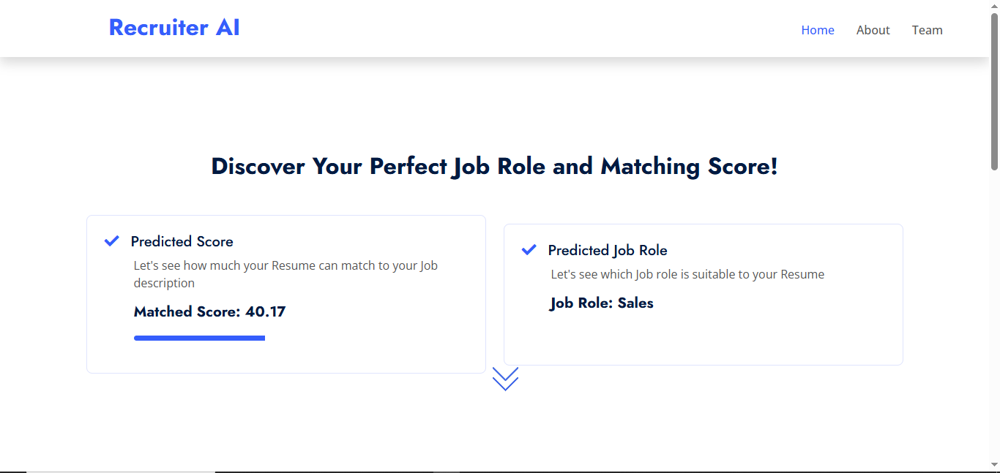 Recruiter AI
Home About Team
Discover Your Perfect Job Role and Matching Score!
Predicted Score
Let's see how much your Resume can match to your Job
description
Matched Score: 40.17
Predicted Job Role
Let's see which Job role is suitable to your Resume
Job Role: Sales